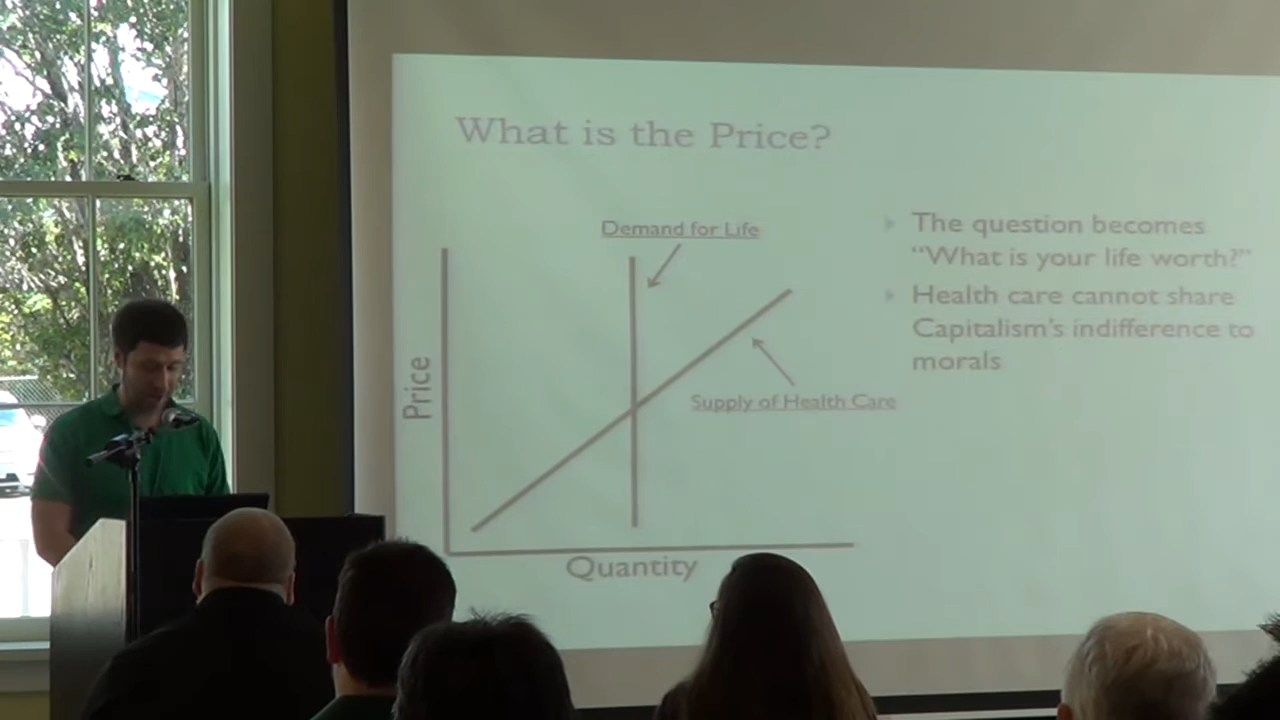 What is the Price?
Demand for Life
Price
Supply of Health Care
Quantity
The question becomes
“What is your life worth?”
Health care cannot share
Capitalism’s indifference to
morals